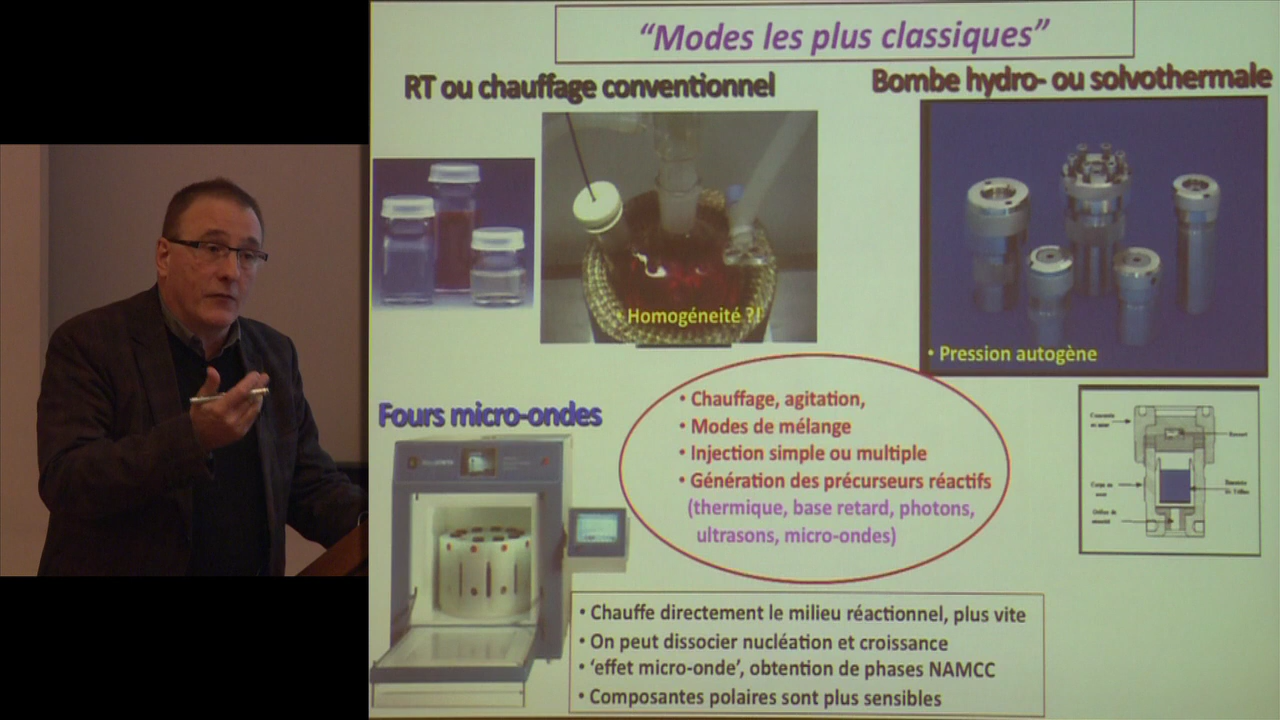 “Modes les plus classiques”
RT ou chauffage conventionnel
Bombe hydro- ou solvothermale
• Homogéneité ?!
• Pression autogène
Fours micro-ondes
• Chauffage, agitation,
• Modes de mélange
• Injection simple ou multiple
• Génération des précurseurs réactifs
(thermique, base retard, photons,
ultrasons, micro-ondes)
• Chauffe directement le milieu réactionnel, plus vite
• On peut dissocier nucléation et croissance
• ‘effet micro-onde’, obtention de phases NAMCC
• Composantes polaires sont plus sensibles